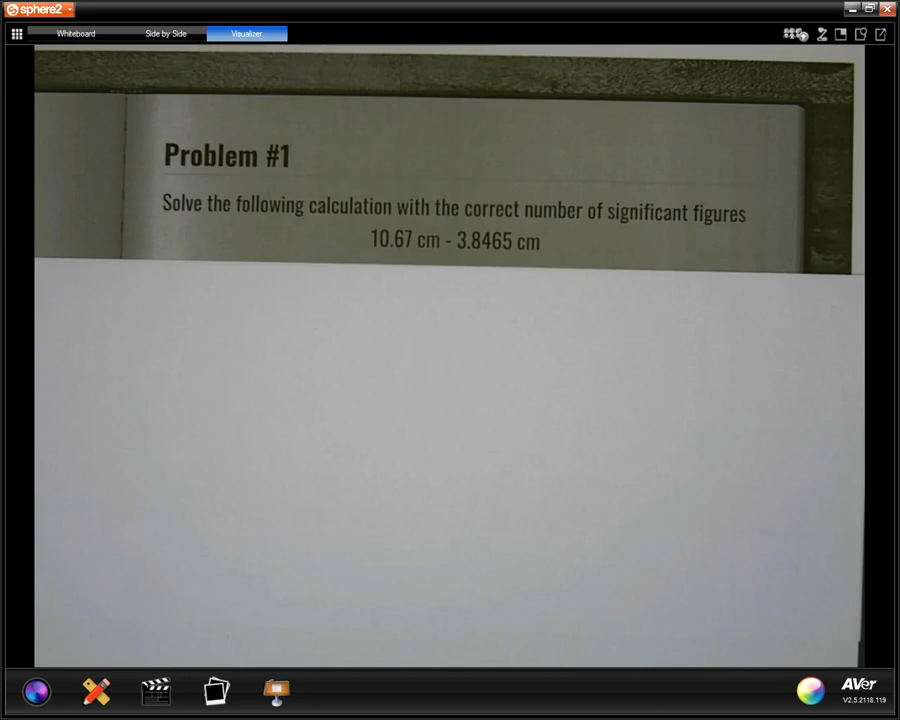 sphere2
Whiteboard
Side by Side
Visualizer
Problem #1
Solve the following calculation with the correct number of significant figures
10.67 cm - 3.8465 cm
AVer
V2.5.2118.119